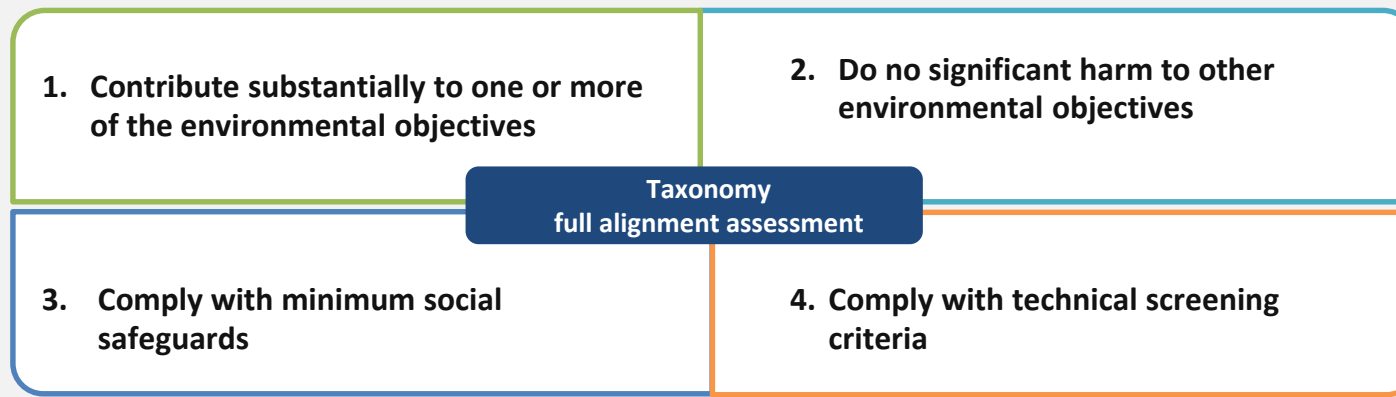 1. Contribute substantially to one or more
of the environmental objectives
2. Do no significant harm to other
environmental objectives
Taxonomy
full alignment assessment
3. Comply with minimum social
safeguards
4. Comply with technical screening
criteria